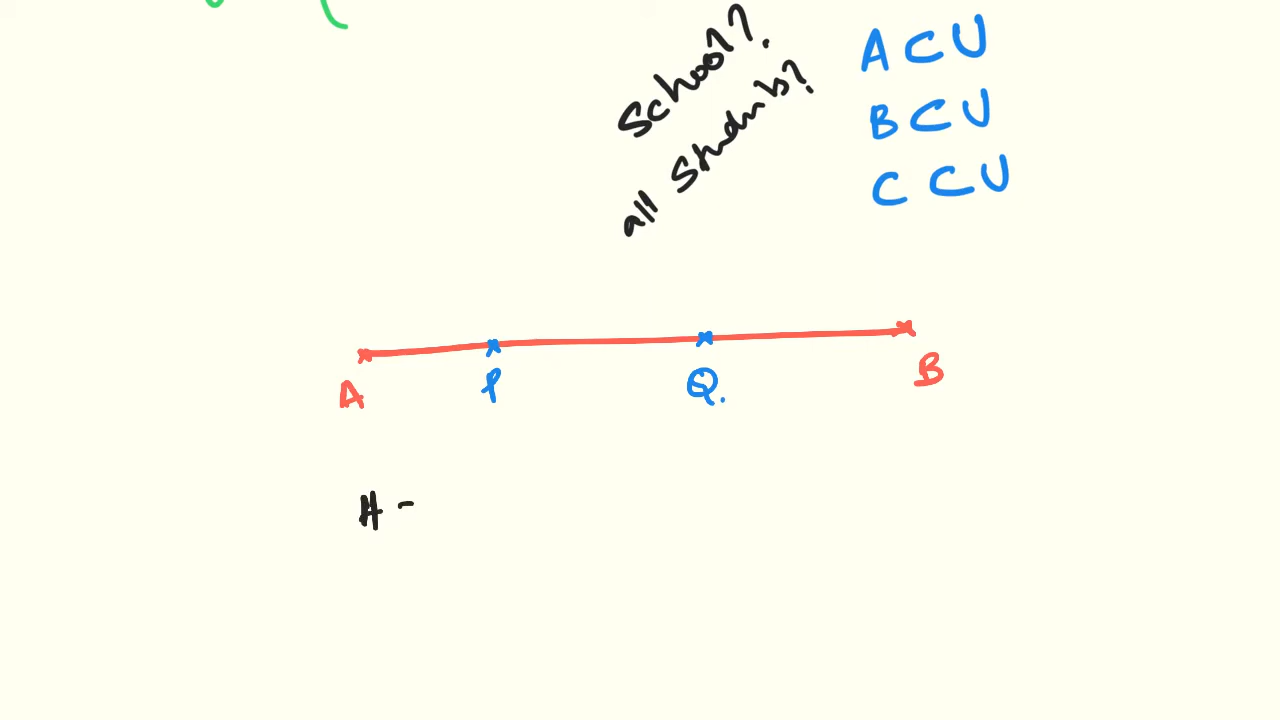 School??
all Students?
A C U
B C U
C C U
A P Q. B
H -